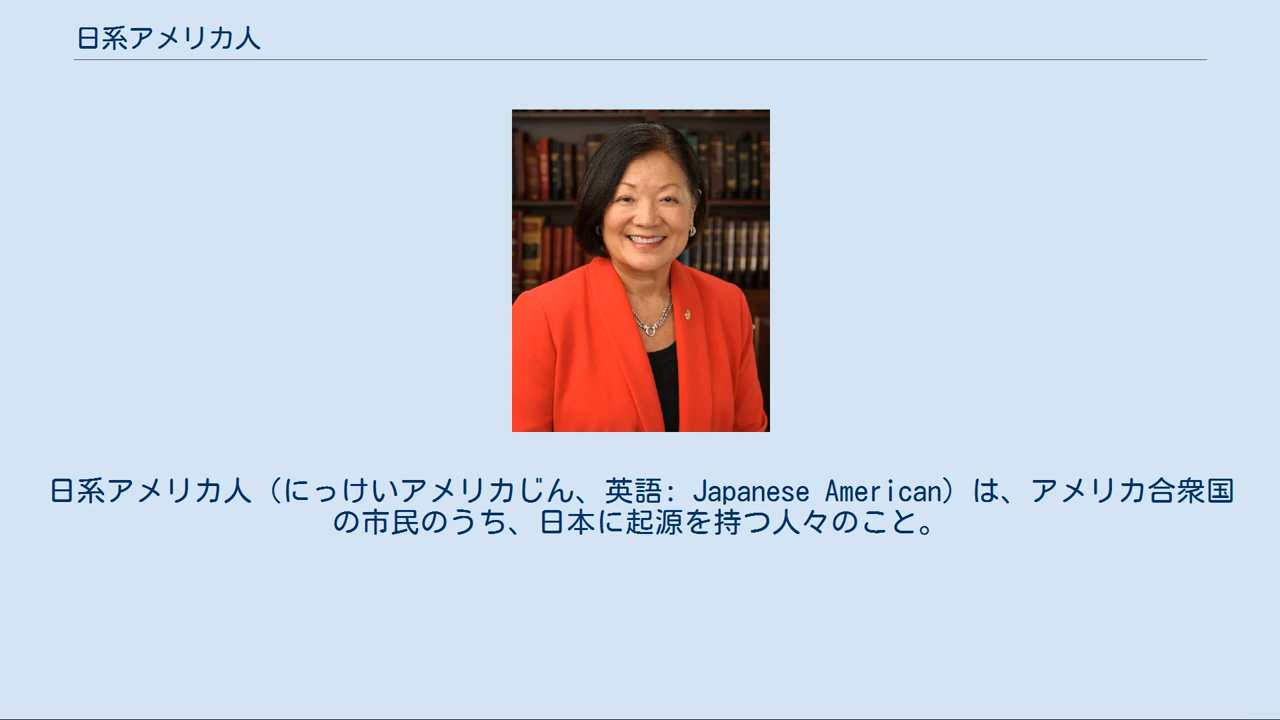 日系アメリカ人
日系アメリカ人（にっけいアメリカじん、英語: Japanese American）は、アメリカ合衆国
の市民のうち、日本に起源を持つ人々のこと。